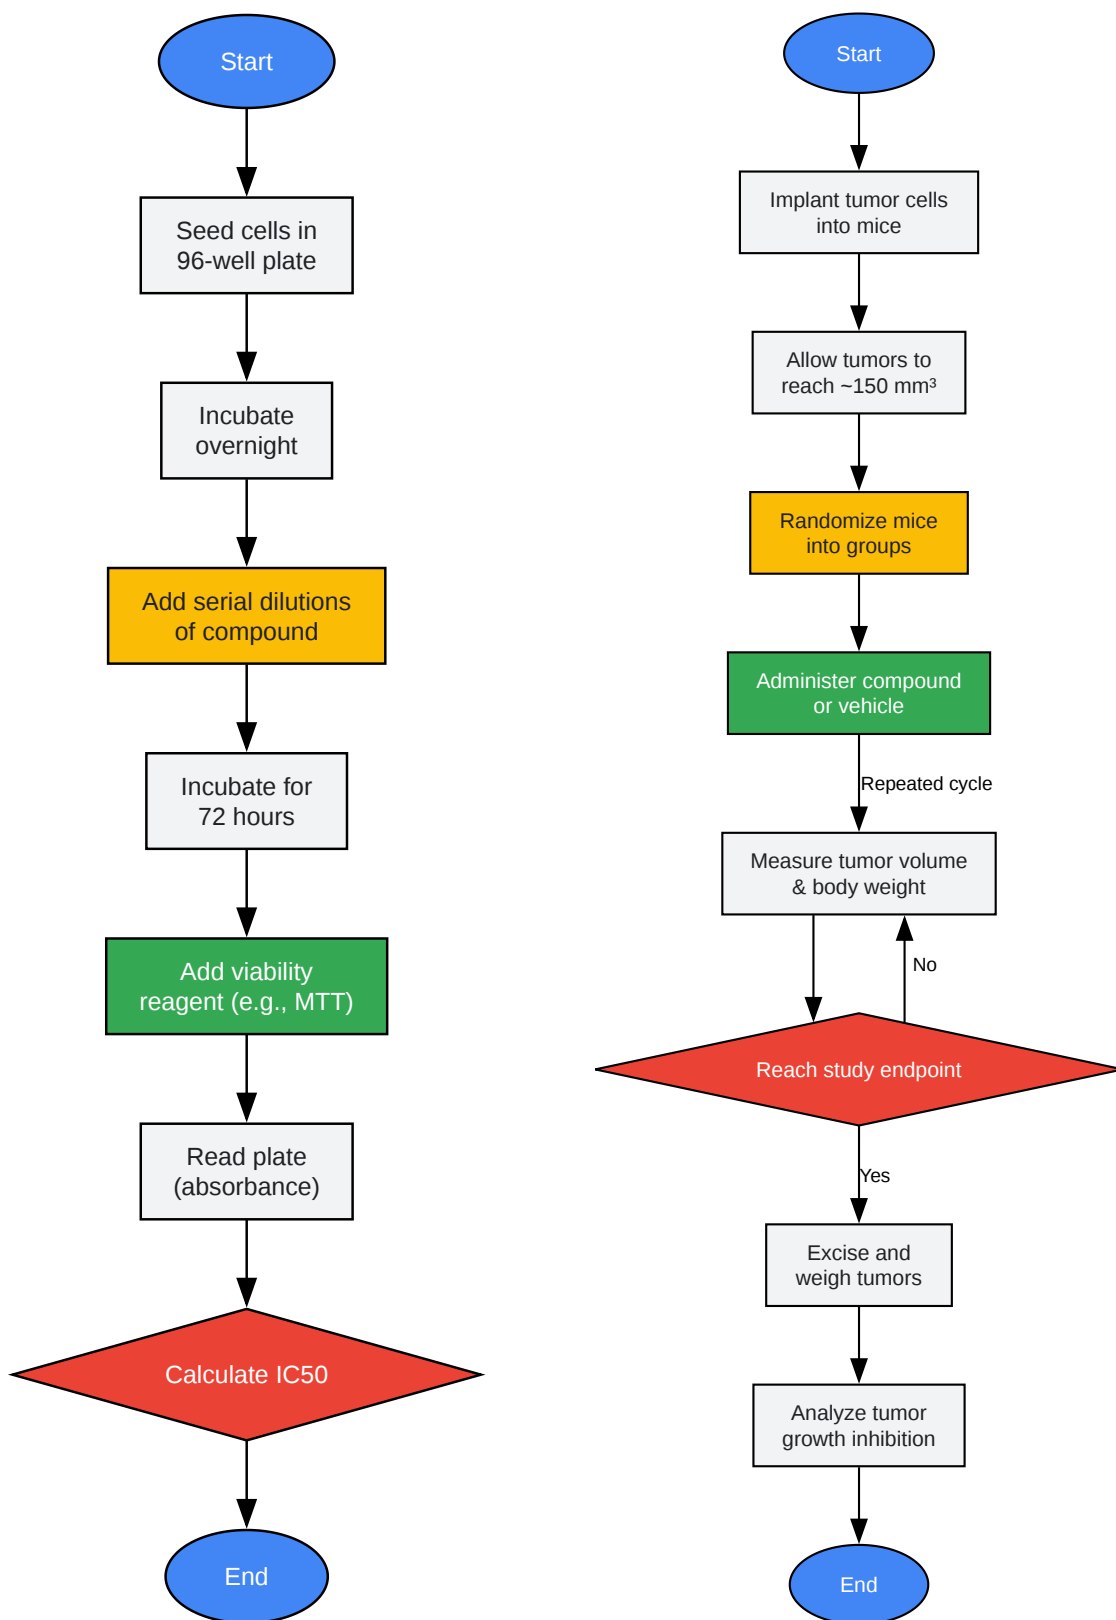 Start
Seed cells in
96-well plate
Incubate
overnight
Add serial dilutions
of compound
Incubate for
72 hours
Add viability
reagent (e.g., MTT)
Read plate
(absorbance)
Calculate IC50
End
Start
Implant tumor cells
into mice
Allow tumors to
reach ~150 mm³
Randomize mice
into groups
Administer compound
or vehicle
Repeated cycle
Measure tumor volume
& body weight
No
Reach study endpoint
Yes
Excise and
weigh tumors
Analyze tumor
growth inhibition
End